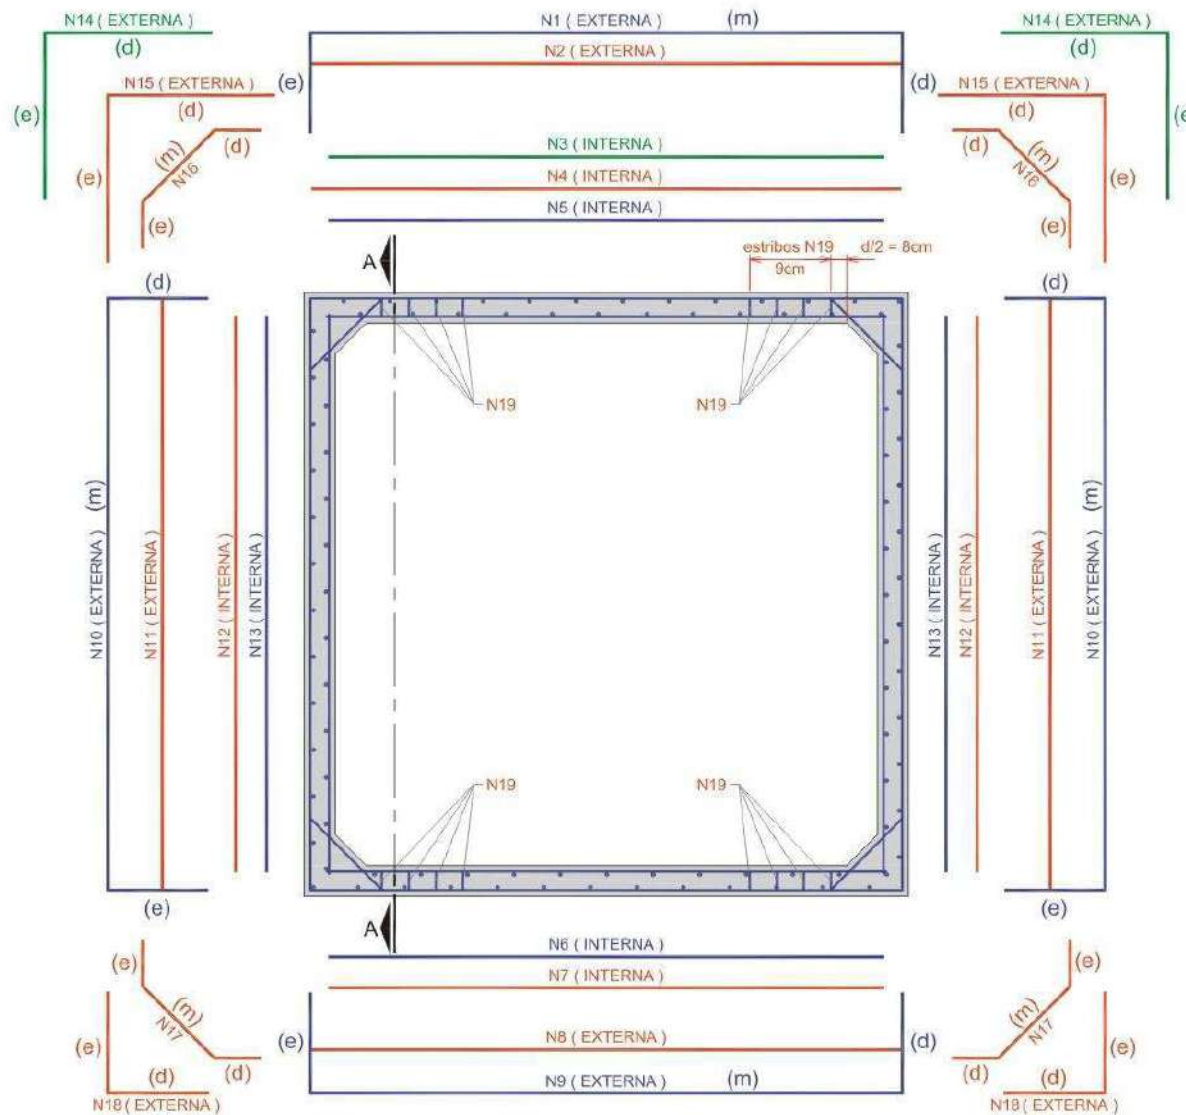 N14 ( EXTERNA )
N1 ( EXTERNA )
(m)
N14 ( EXTERNA )
(d)
N2 ( EXTERNA )
(d)
N15 ( EXTERNA )
(e)
(d)
N15 ( EXTERNA )
(e)
(d)
(d)
(e)
(m)
(d)
(d)
(m)
N16
N3 ( INTERNA )
N16
(e)
N4 ( INTERNA )
(e)
(e)
N5 ( INTERNA )
(e)
estribos N19
d/2 = 8cm
A
9cm
(d)
(d)
N19
N19
(m)
(m)
N10 ( EXTERNA )
N11 ( EXTERNA )
N12 ( INTERNA )
N13 ( INTERNA )
N13 ( INTERNA )
N12 ( INTERNA )
N11 ( EXTERNA )
N10 ( EXTERNA )
N19
N19
(e)
(e)
A
N6 ( INTERNA )
(e)
N7 ( INTERNA )
(e)
(m)
(m)
N17
N17
(e)
(e)
N8 ( EXTERNA )
(d)
(e)
(d)
(d)
(d)
(d)
N9 ( EXTERNA )
(m)
N18 ( EXTERNA )
N18 ( EXTERNA )